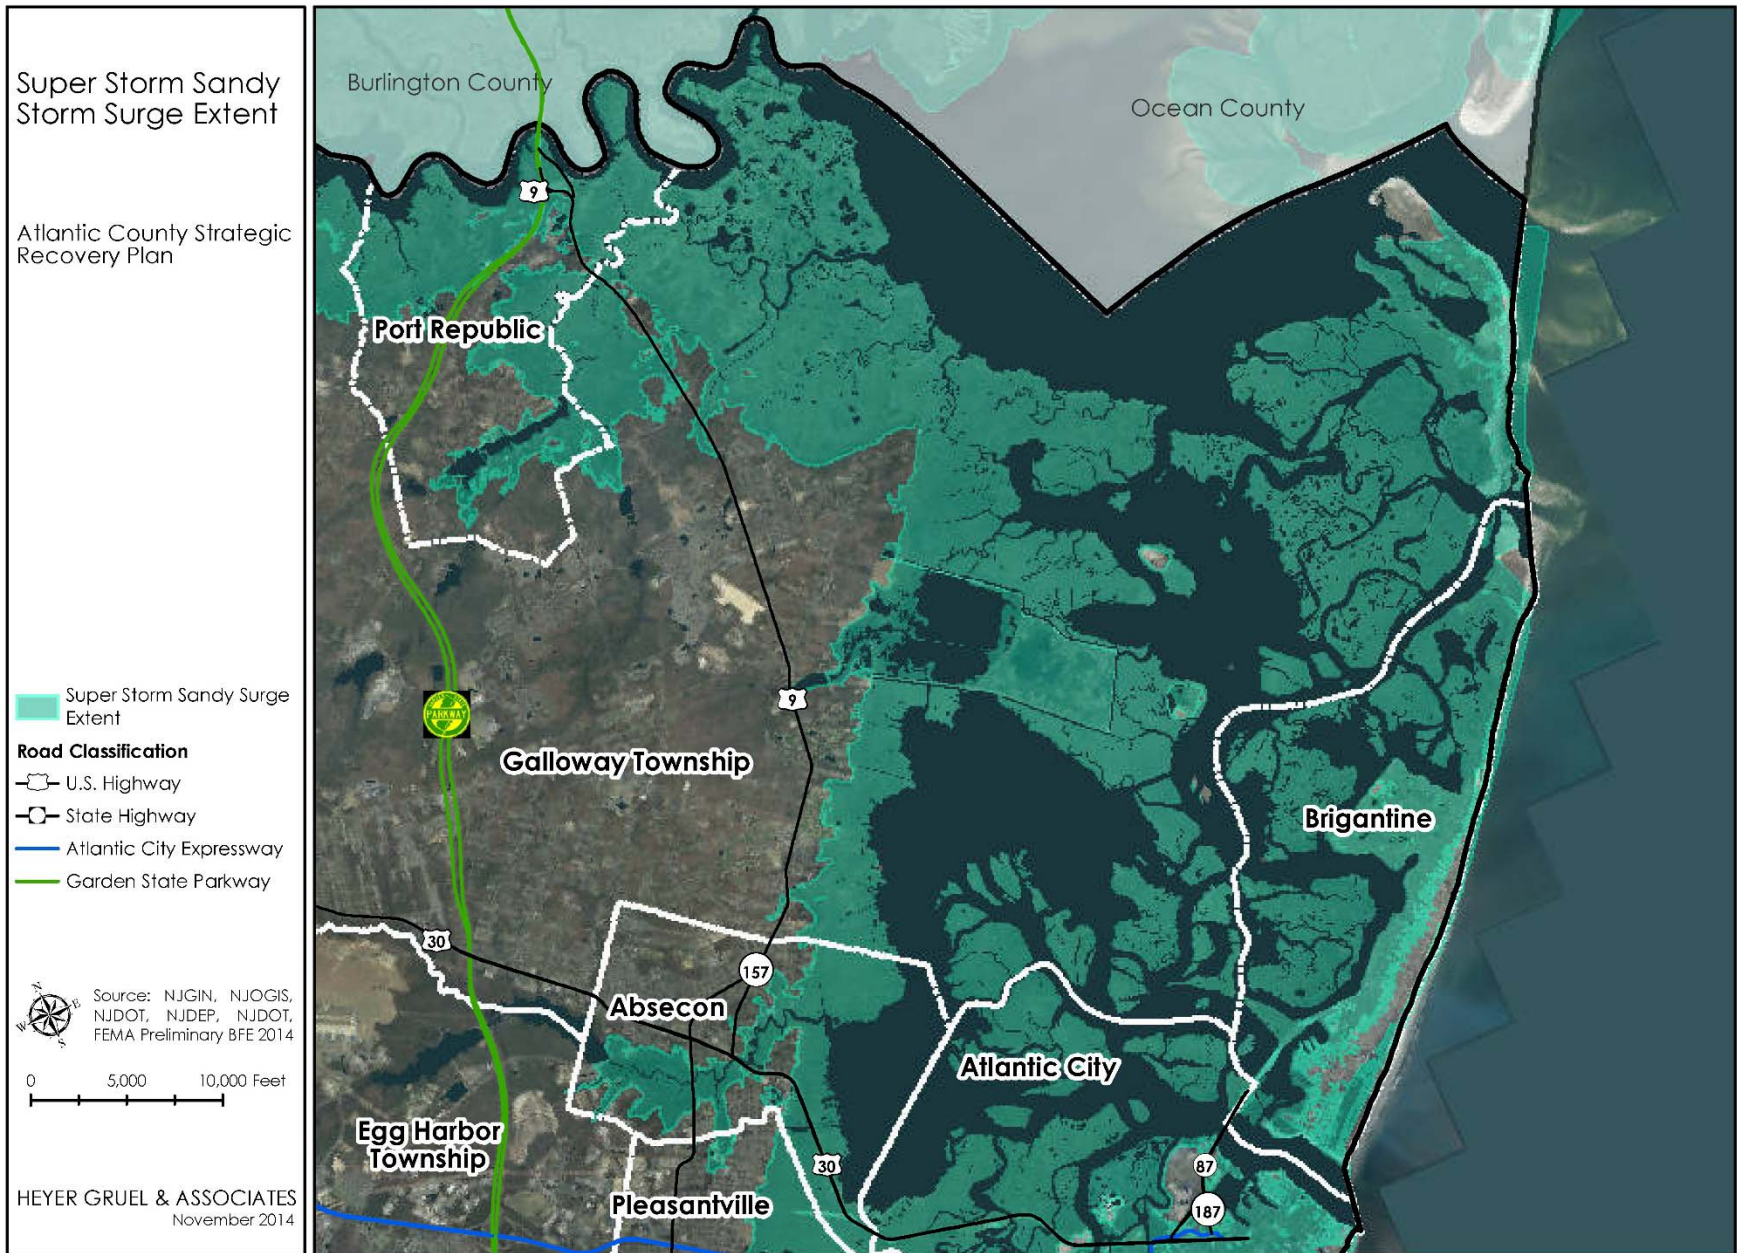 Super Storm Sandy
Storm Surge Extent
Atlantic County Strategic
Recovery Plan
Super Storm Sandy Surge
Extent
Road Classification
U.S. Highway
State Highway
Atlantic City Expressway
Garden State Parkway
N
E
W
S
Source: NJGIN, NJOGIS,
NJDOT, NJDEP, NJDOT,
FEMA Preliminary BFE 2014
0 5,000 10,000 Feet
HEYER GRUEL & ASSOCIATES
November 2014
Burlington County
Ocean County
9
Port Republic
PARKWAY
9
Galloway Township
Brigantine
30
157
Absecon
Atlantic City
Egg Harbor
Township
30
87
Pleasantville
187